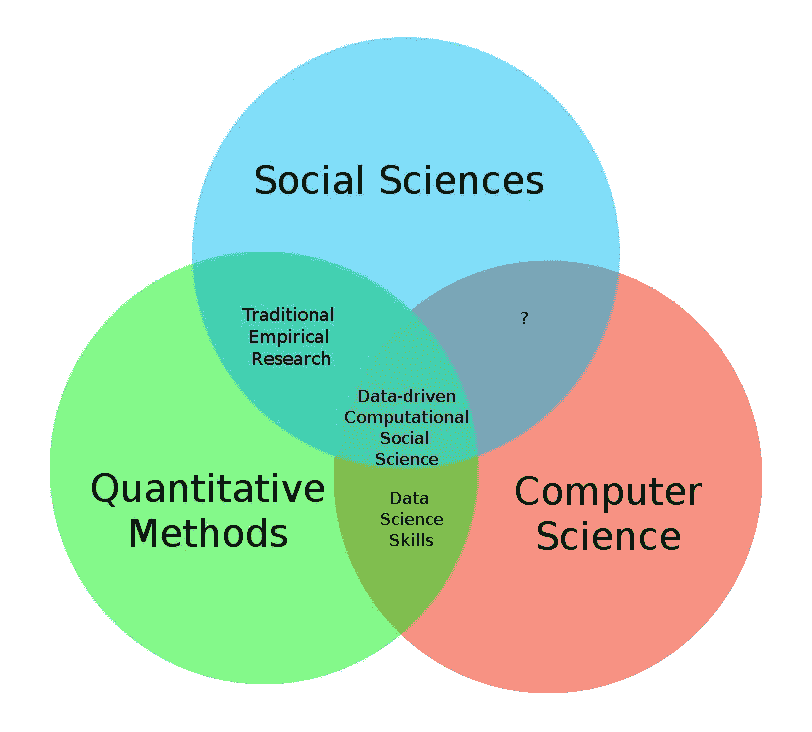 Social Sciences
Traditional
Empirical
Research
?
Data-driven
Computational
Social
Science
Quantitative
Methods
Data
Science
Skills
Computer
Science